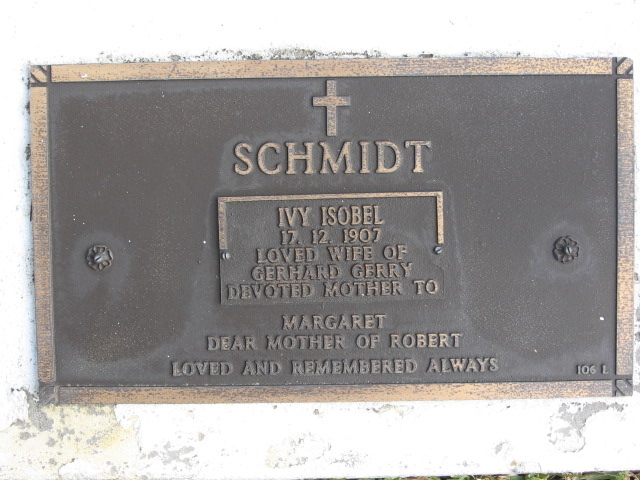 SCHMIDT
IVY ISOBEL
17. 12. 1907
LOVED WIFE OF
GERHARD GERRY
DEVOTED MOTHER TO
MARGARET
DEAR MOTHER OF ROBERT
LOVED AND REMEMBERED ALWAYS
106 L